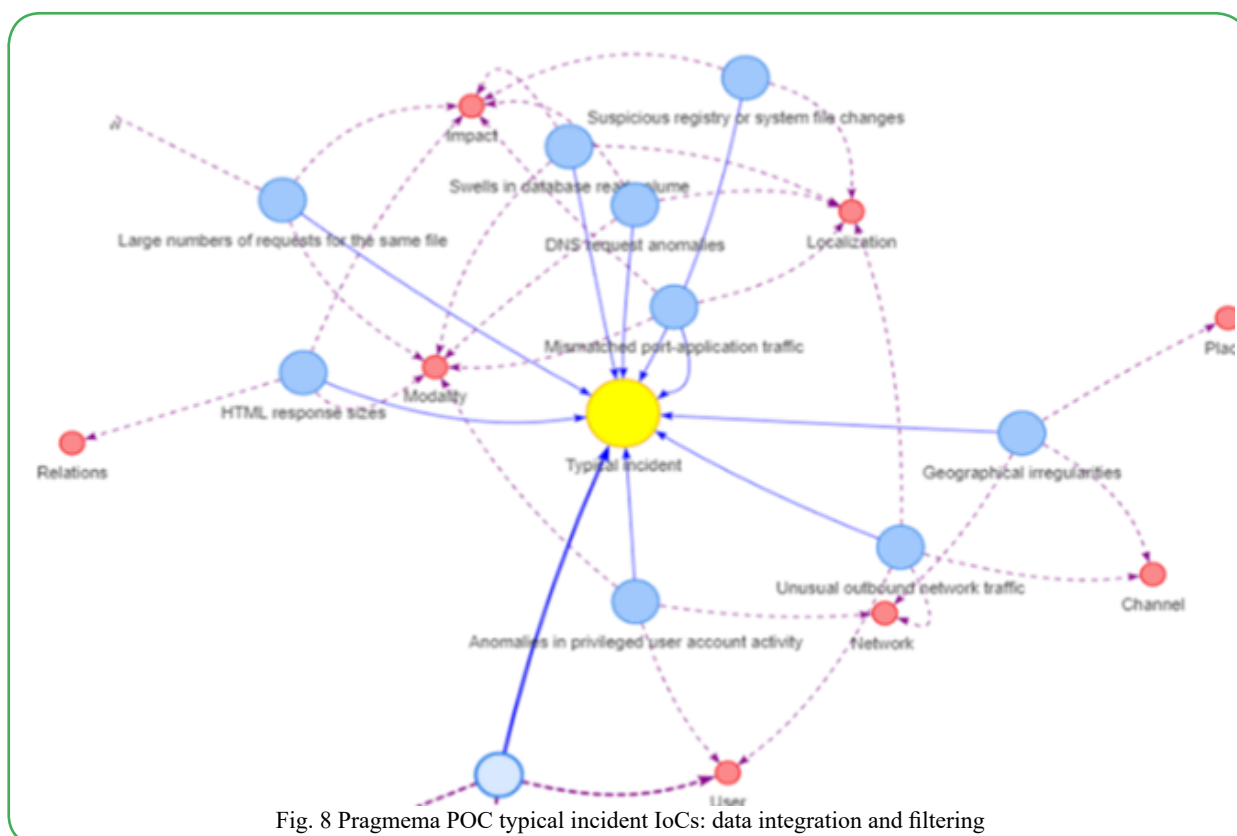 Suspicious registry or system file changes
Impact
Swells in database read volume
Large numbers of requests for the same file
DNS request anomalies
Localization
Mismatched port-application traffic
Plac
Modality
HTML response sizes
Relations
Typical incident
Geographical irregularities
Unusual outbound network traffic
Channel
Anomalies in privileged user account activity
Network
User
Fig. 8 Pragmema POC typical incident IoCs: data integration and filtering